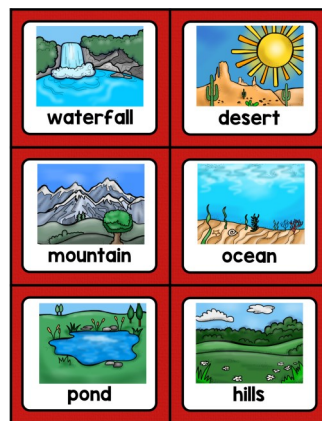 waterfall
desert
mountain
ocean
pond
hills